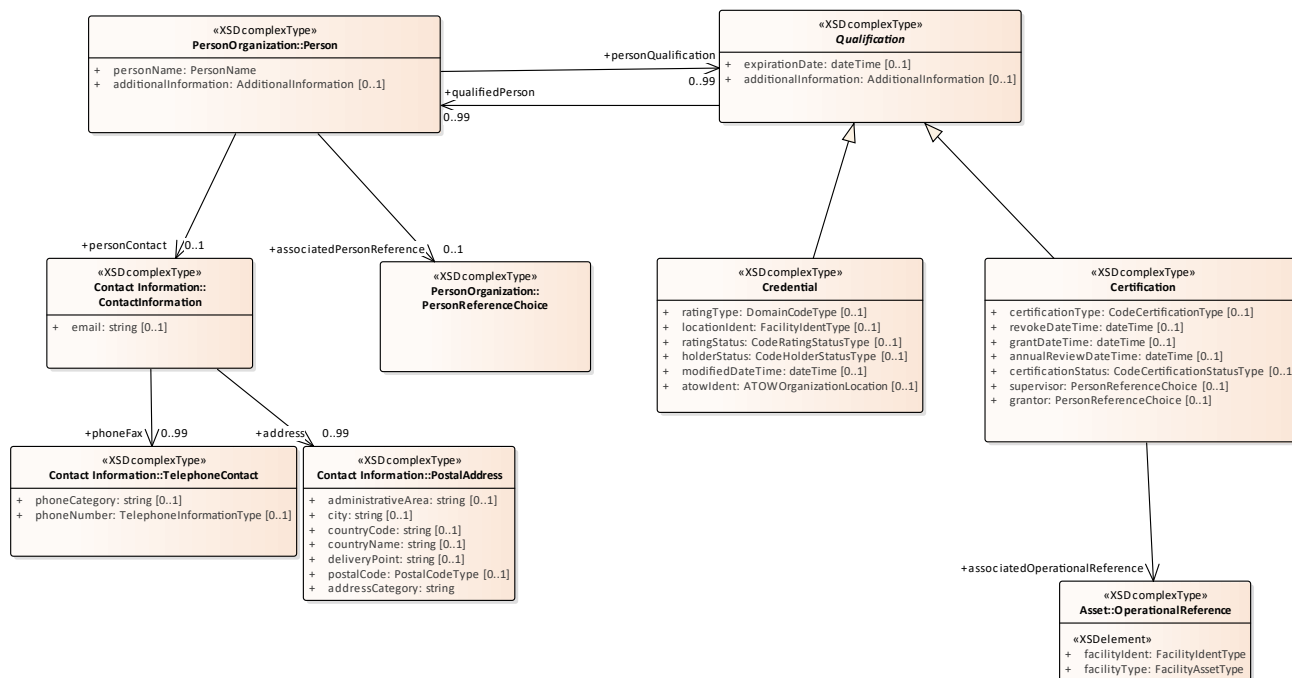 «XSDcomplexType»
PersonOrganization::Person
+ personName: PersonName
+ additionalInformation: AdditionalInformation [0..1]
«XSDcomplexType»
Qualification
+ expirationDate: dateTime [0..1]
+ additionalInformation: AdditionalInformation [0..1]
+personQualification
0..99
+qualifiedPerson
0..99
+personContact
0..1
+associatedPersonReference
0..1
«XSDcomplexType»
Contact Information::
ContactInformation
+ email: string [0..1]
«XSDcomplexType»
PersonOrganization::
PersonReferenceChoice
«XSDcomplexType»
Credential
+ ratingType: DomainCodeType [0..1]
+ locationIdent: FacilityIdentType [0..1]
+ ratingStatus: CodeRatingStatusType [0..1]
+ holderStatus: CodeHolderStatusType [0..1]
+ modifiedDateTime: dateTime [0..1]
+ atowIdent: ATOWOrganizationLocation [0..1]
«XSDcomplexType»
Certification
+ certificationType: CodeCertificationType [0..1]
+ revokeDateTime: dateTime [0..1]
+ grantDateTime: dateTime [0..1]
+ annualReviewDateTime: dateTime [0..1]
+ certificationStatus: CodeCertificationStatusType [0..1]
+ supervisor: PersonReferenceChoice [0..1]
+ grantor: PersonReferenceChoice [0..1]
+phoneFax
0..99
+address
0..99
«XSDcomplexType»
Contact Information::TelephoneContact
+ phoneCategory: string [0..1]
+ phoneNumber: TelephoneInformationType [0..1]
«XSDcomplexType»
Contact Information::PostalAddress
+ administrativeArea: string [0..1]
+ city: string [0..1]
+ countryCode: string [0..1]
+ countryName: string [0..1]
+ deliveryPoint: string [0..1]
+ postalCode: PostalCodeType [0..1]
+ addressCategory: string
+associatedOperationalReference
«XSDcomplexType»
Asset::OperationalReference
«XSDelement»
+ facilityIdent: FacilityIdentType
+ facilityType: FacilityAssetType